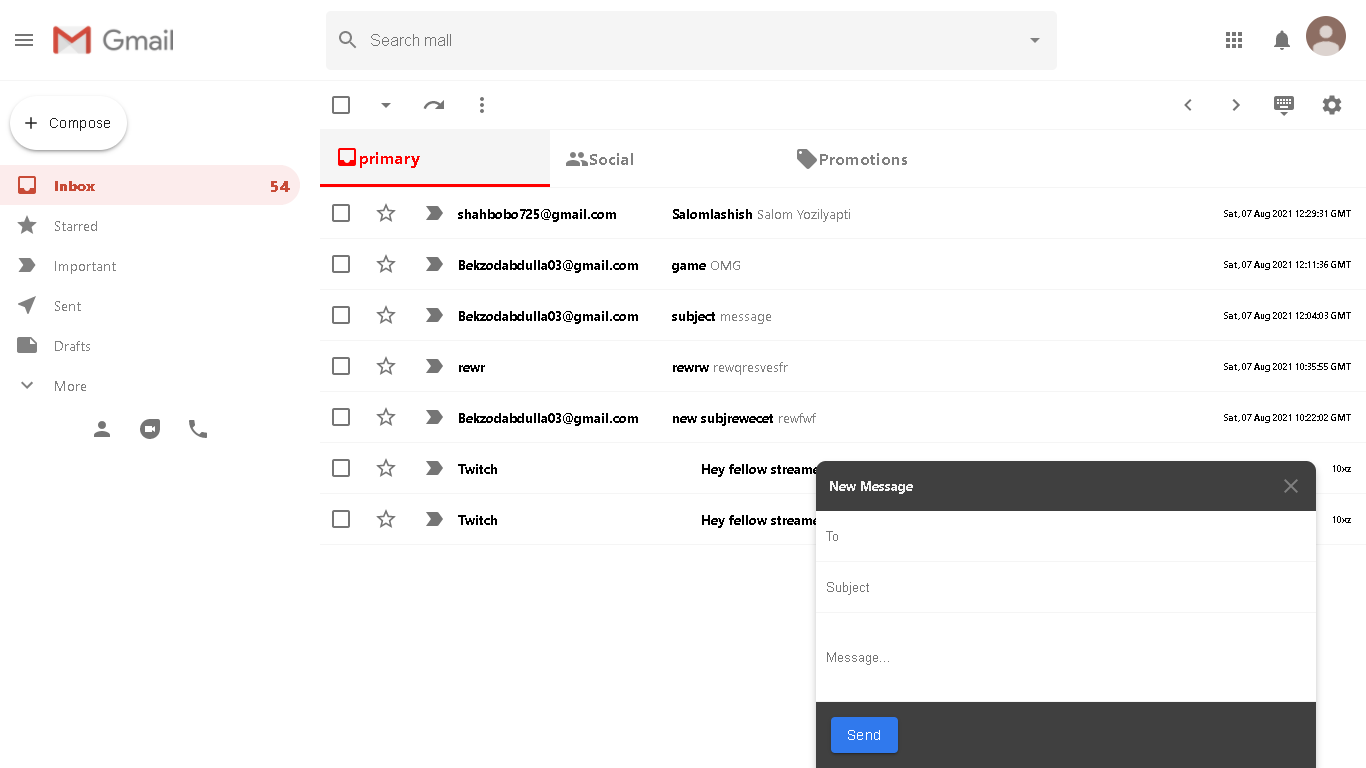 Gmail
Search mall
Compose
Inbox 54
Starred
Important
Sent
Drafts
More
primary Social Promotions
shahbobo725@gmail.com Salomlashish Salom Yozilyapti Sat, 07 Aug 2021 12:29:31 GMT
Bekzodabdulla03@gmail.com game OMG Sat, 07 Aug 2021 12:11:36 GMT
Bekzodabdulla03@gmail.com subject message Sat, 07 Aug 2021 12:04:03 GMT
rewr rewrw rewqresvesfr Sat, 07 Aug 2021 10:35:55 GMT
Bekzodabdulla03@gmail.com new subjrewecet rewfwf Sat, 07 Aug 2021 10:22:02 GMT
Twitch Hey fellow streame 10xz
Twitch Hey fellow streame 10xz
New Message
To
Subject
Message...
Send